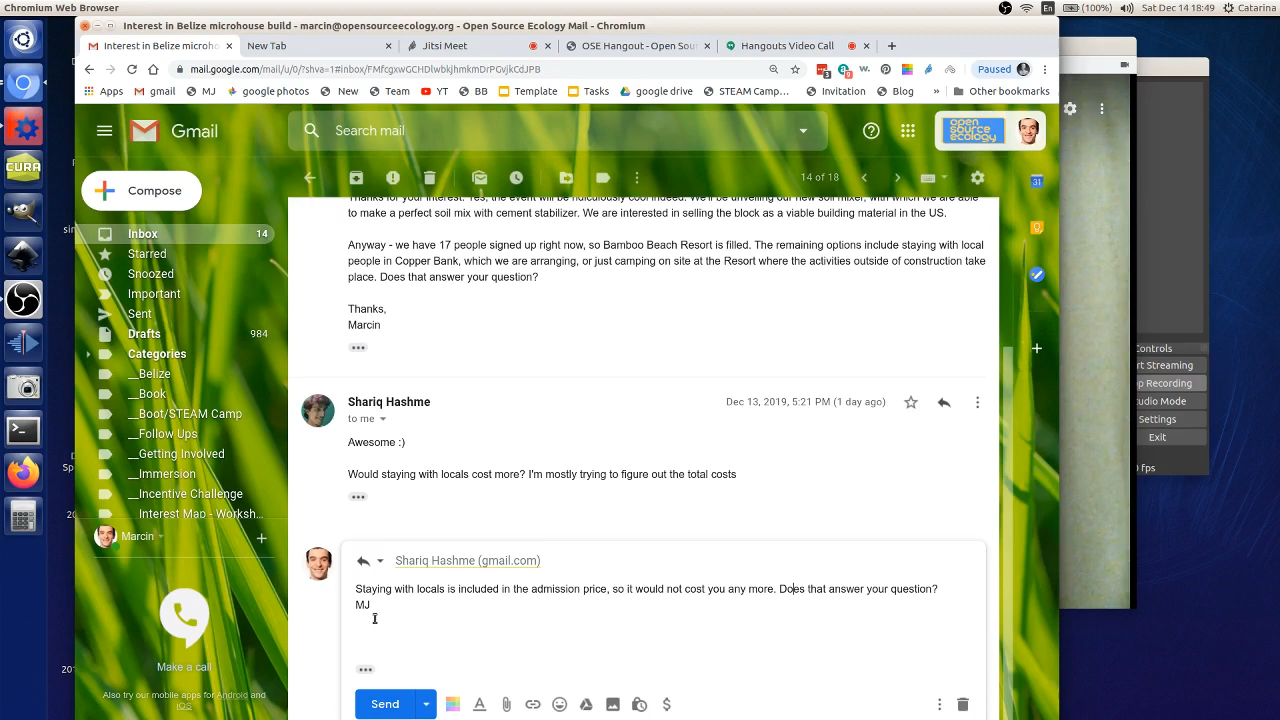 Chromium Web Browser
En (100%) Sat Dec 14 18:49 Catarina
Interest in Belize microhouse build - marcin@opensourceecology.org - Open Source Ecology Mail - Chromium
Interest in Belize microho × New Tab × Jitsi Meet × OSE Hangout - Open Sou × Hangouts Video Call ×
mail.google.com/mail/u/0/?shva=1#inbox/FMfcgxwGCHDlwbkjhmkmDrPGVjkCdJPB Paused
Apps gmail MJ google photos New Team YT BB Template Tasks google drive STEAM Camp... Invitation Blog » Other bookmarks
Gmail
Search mail
open source ecology
Compose
14 of 18
Inbox 14
Starred
Snoozed
Important
Sent
Drafts 984
Categories
__Belize
__Book
__Boot/STEAM Camp
__Follow Ups
__Getting Involved
__Immersion
__Incentive Challenge
__Interest Map - Worksh...
Marcin
Make a call
Also try our mobile apps for Android and
iOS
Thanks for your interest. Yes, the event will be ridiculously cool indeed. We'll be unveiling our new soil mixer, with which we are able
to make a perfect soil mix with cement stabilizer. We are interested in selling the block as a viable building material in the US.
Anyway - we have 17 people signed up right now, so Bamboo Beach Resort is filled. The remaining options include staying with local
people in Copper Bank, which we are arranging, or just camping on site at the Resort where the activities outside of construction take
place. Does that answer your question?
Thanks,
Marcin
Shariq Hashme Dec 13, 2019, 5:21 PM (1 day ago)
to me
Awesome :)
Would staying with locals cost more? I'm mostly trying to figure out the total costs
Shariq Hashme (gmail.com)
Staying with locals is included in the admission price, so it would not cost you any more. Does that answer your question?
MJ
Send
31
CURA
Controls
rt Streaming
op Recording
tudio Mode
Settings
Exit
0 fps